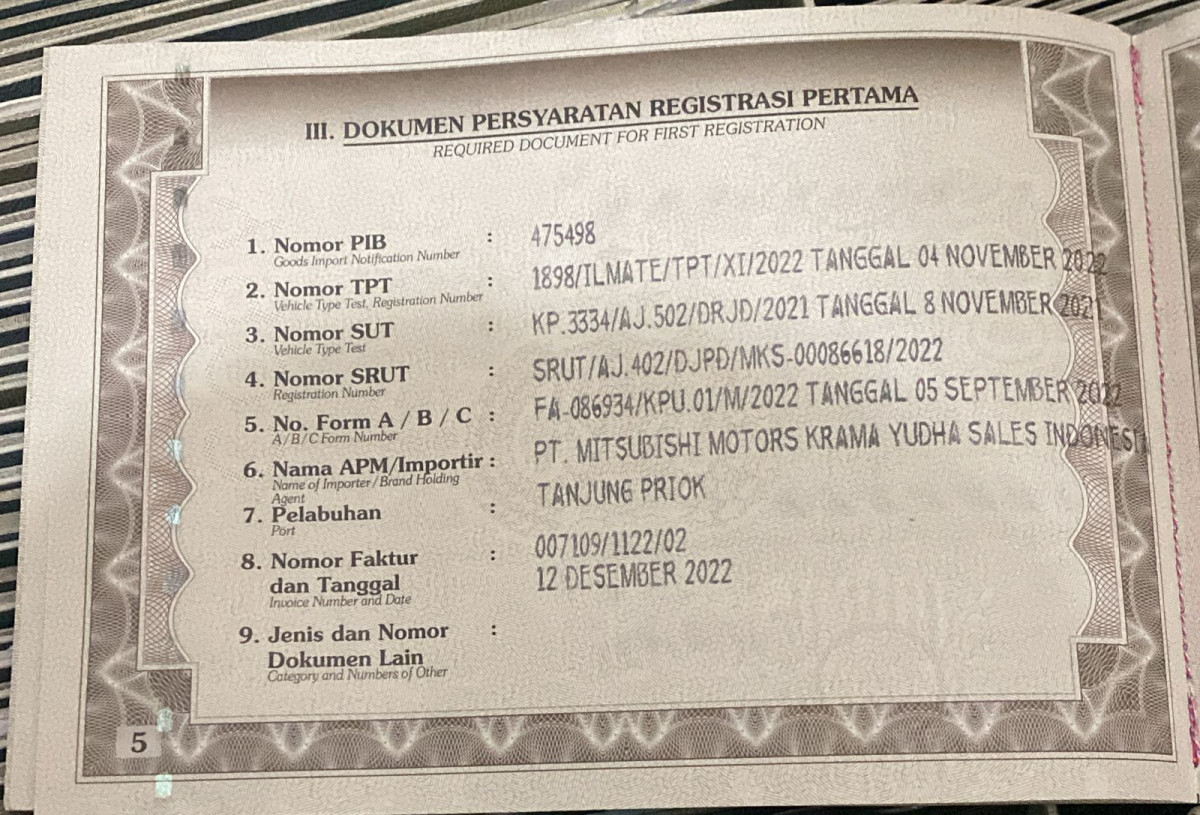 III. DOKUMEN PERSYARATAN REGISTRASI PERTAMA
REQUIRED DOCUMENT FOR FIRST REGISTRATION
1. Nomor PIB : 475498
Goods Import Notification Number
2. Nomor TPT : 1898/ILMATE/TPT/XI/2022 TANGGAL 04 NOVEMBER 2022
Vehicle Type Test, Registration Number
3. Nomor SUT : KP.3334/AJ.502/DRJD/2021 TANGGAL 8 NOVEMBER 2021
Vehicle Type Test
4. Nomor SRUT : SRUT/AJ.402/DJPD/MKS-00086618/2022
Registration Number
5. No. Form A / B / C : FA-086934/KPU.01/M/2022 TANGGAL 05 SEPTEMBER 2022
A/B/C Form Number
6. Nama APM/Importir : PT. MITSUBISHI MOTORS KRAMA YUDHA SALES INDONESI
Name of Importer/Brand Holding
Agent
7. Pelabuhan : TANJUNG PRIOK
Port
8. Nomor Faktur : 007109/1122/02
dan Tanggal 12 DESEMBER 2022
Invoice Number and Date
9. Jenis dan Nomor :
Dokumen Lain
Category and Numbers of Other
5